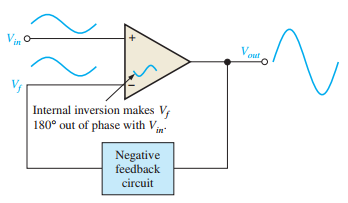 V_in
+
V_out
V_f
−
Internal inversion makes V_f
180° out of phase with V_in.
Negative
feedback
circuit